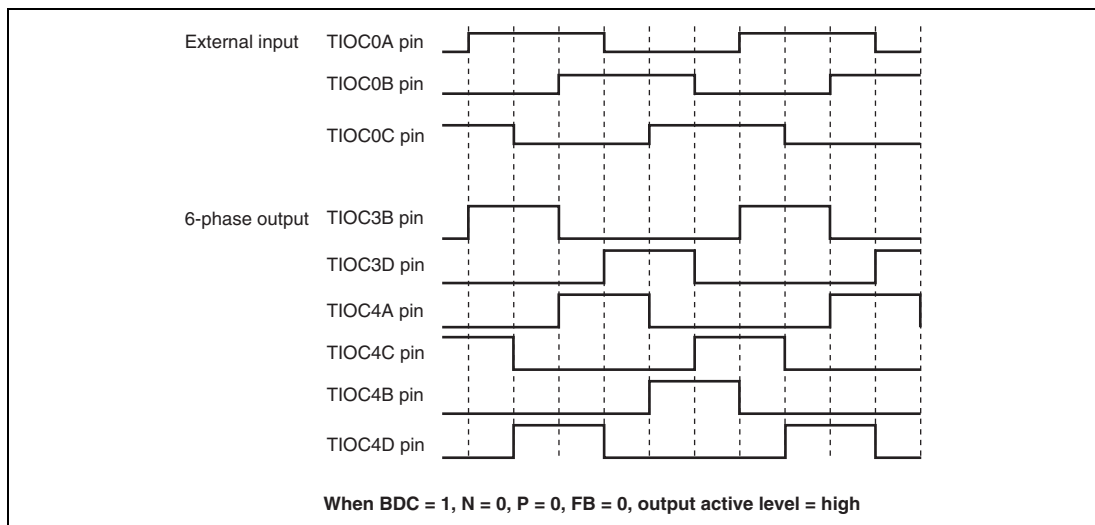 External input TIOC0A pin
TIOC0B pin
TIOC0C pin
6-phase output TIOC3B pin
TIOC3D pin
TIOC4A pin
TIOC4C pin
TIOC4B pin
TIOC4D pin
When BDC = 1, N = 0, P = 0, FB = 0, output active level = high